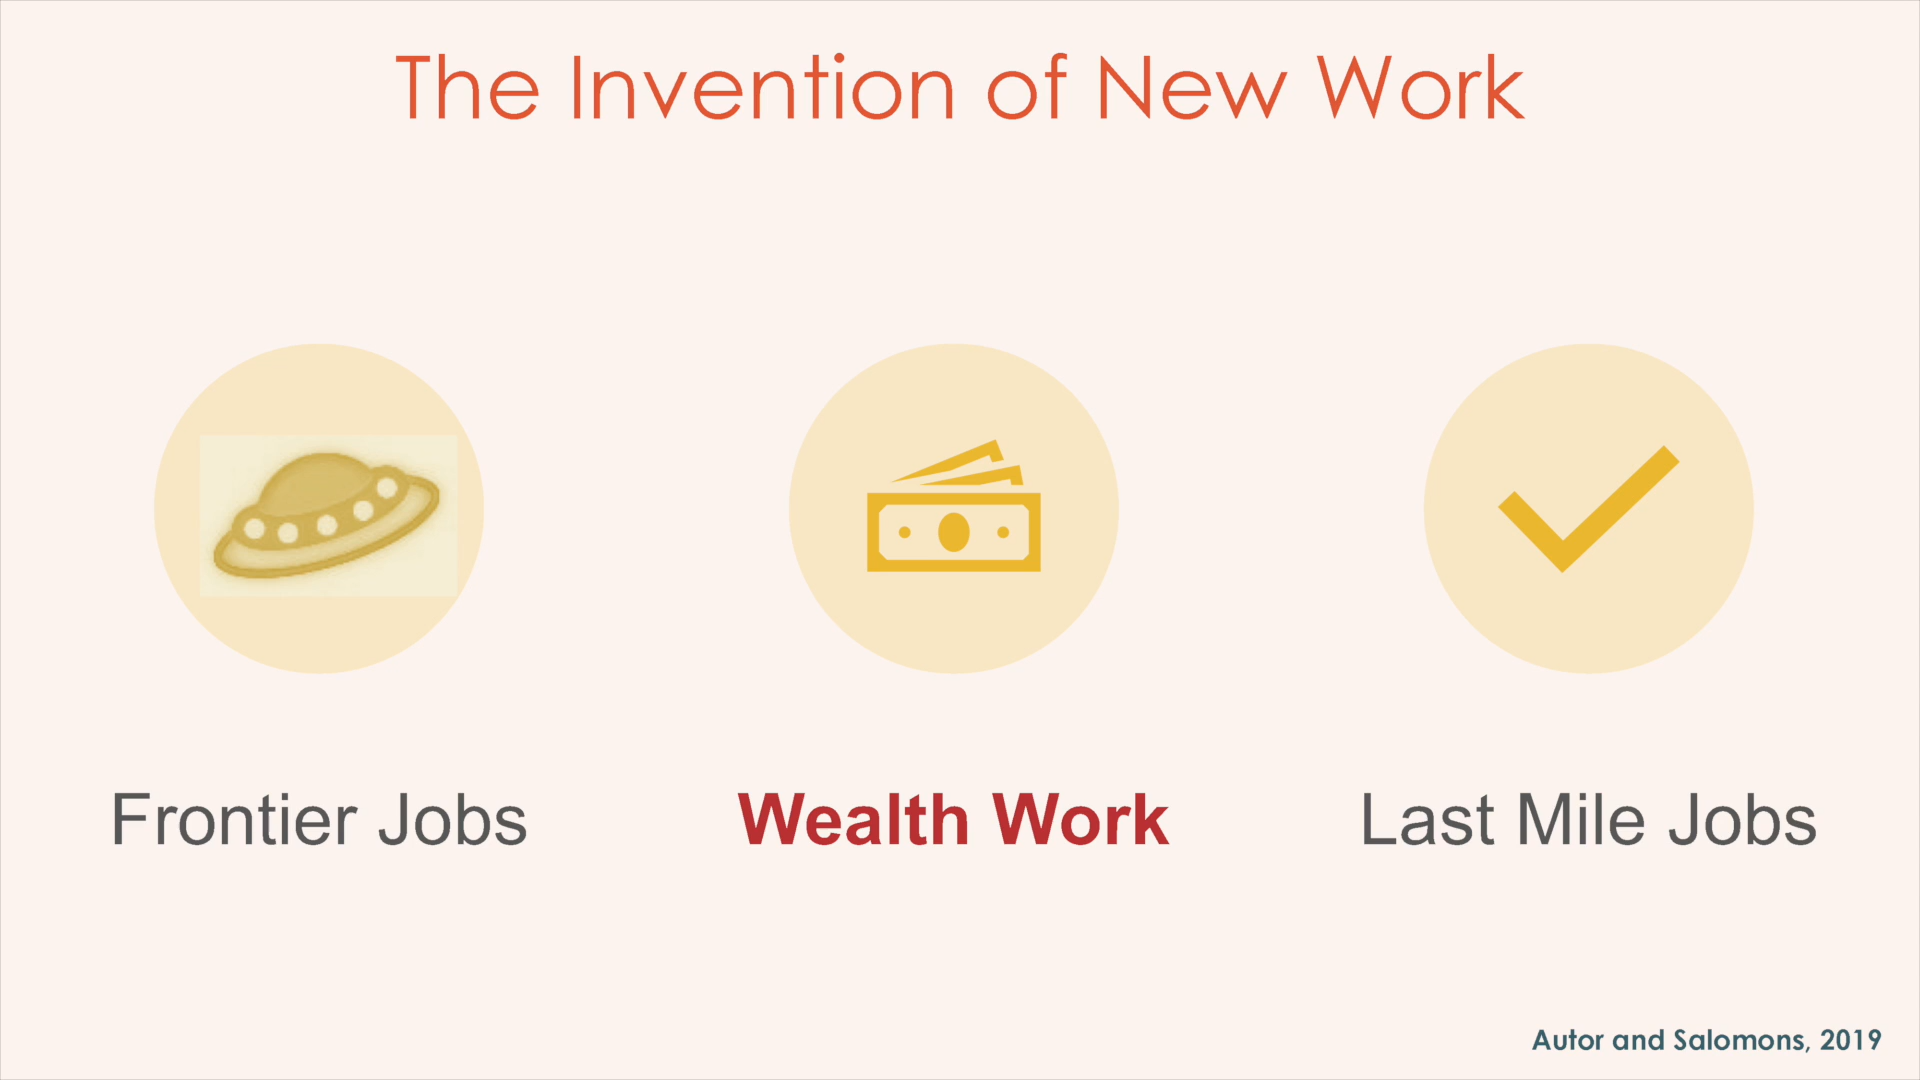 The Invention of New Work
Frontier Jobs
Wealth Work
Last Mile Jobs
Autor and Salomons, 2019